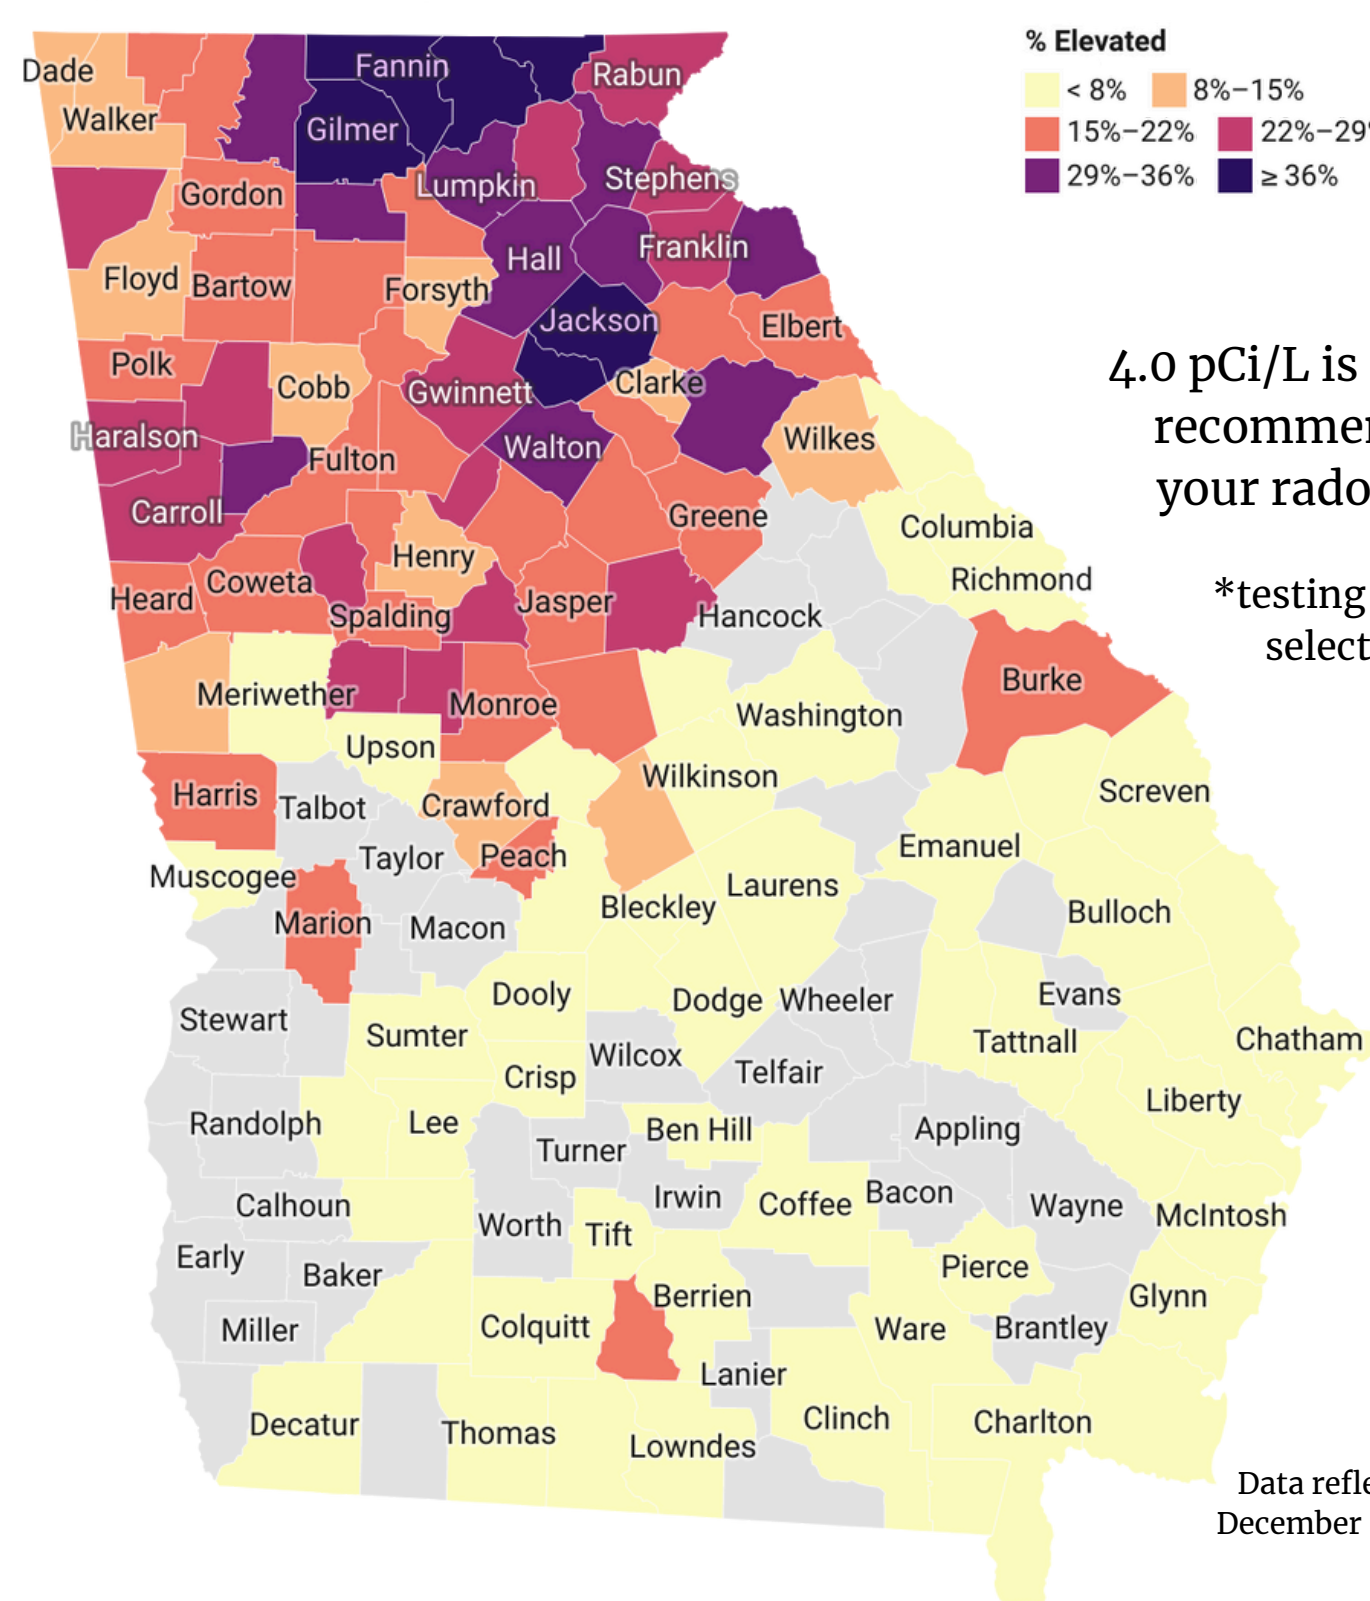 % Elevated
< 8%
8%–15%
15%–22%
22%–29%
29%–36%
≥ 36%
4.0 pCi/L is
recommen
your rado
*testing
select
Dade
Fannin
Rabun
Walker
Gilmer
Gordon
Lumpkin
Stephens
Hall
Franklin
Floyd
Bartow
Forsyth
Jackson
Elbert
Polk
Cobb
Gwinnett
Clarke
Haralson
Walton
Wilkes
Fulton
Carroll
Greene
Columbia
Henry
Heard
Coweta
Spalding
Jasper
Hancock
Richmond
Meriwether
Monroe
Washington
Burke
Upson
Wilkinson
Screven
Harris
Talbot
Crawford
Emanuel
Taylor
Peach
Muscogee
Laurens
Bleckley
Bulloch
Marion
Macon
Stewart
Dooly
Dodge
Wheeler
Evans
Sumter
Tattnall
Chatham
Wilcox
Crisp
Telfair
Liberty
Randolph
Lee
Ben Hill
Appling
Turner
Calhoun
Irwin
Coffee
Bacon
Wayne
McIntosh
Worth
Tift
Early
Baker
Pierce
Berrien
Glynn
Miller
Colquitt
Ware
Brantley
Lanier
Decatur
Thomas
Clinch
Charlton
Lowndes
Data refle
December